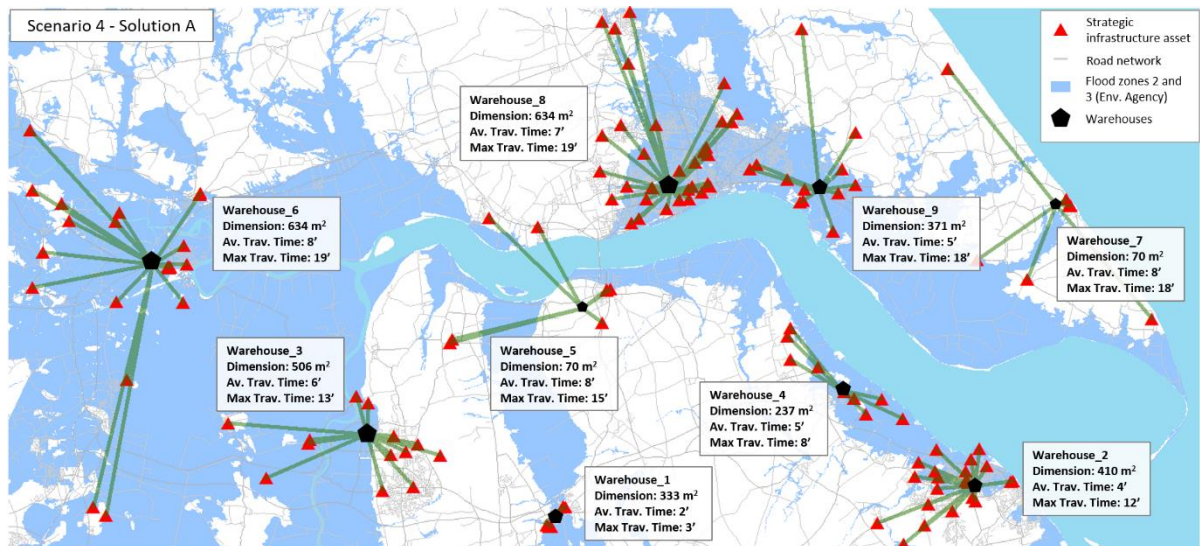 Scenario 4 - Solution A
Strategic
infrastructure asset
Road network
Flood zones 2 and
3 (Env. Agency)
Warehouses
Warehouse_8
Dimension: 634 m²
Av. Trav. Time: 7’
Max Trav. Time: 19’
Warehouse_6
Dimension: 634 m²
Av. Trav. Time: 8’
Max Trav. Time: 19’
Warehouse_9
Dimension: 371 m²
Av. Trav. Time: 5’
Max Trav. Time: 18’
Warehouse_7
Dimension: 70 m²
Av. Trav. Time: 8’
Max Trav. Time: 18’
Warehouse_3
Dimension: 506 m²
Av. Trav. Time: 6’
Max Trav. Time: 13’
Warehouse_5
Dimension: 70 m²
Av. Trav. Time: 8’
Max Trav. Time: 15’
Warehouse_4
Dimension: 237 m²
Av. Trav. Time: 5’
Max Trav. Time: 8’
Warehouse_1
Dimension: 333 m²
Av. Trav. Time: 2’
Max Trav. Time: 3’
Warehouse_2
Dimension: 410 m²
Av. Trav. Time: 4’
Max Trav. Time: 12’